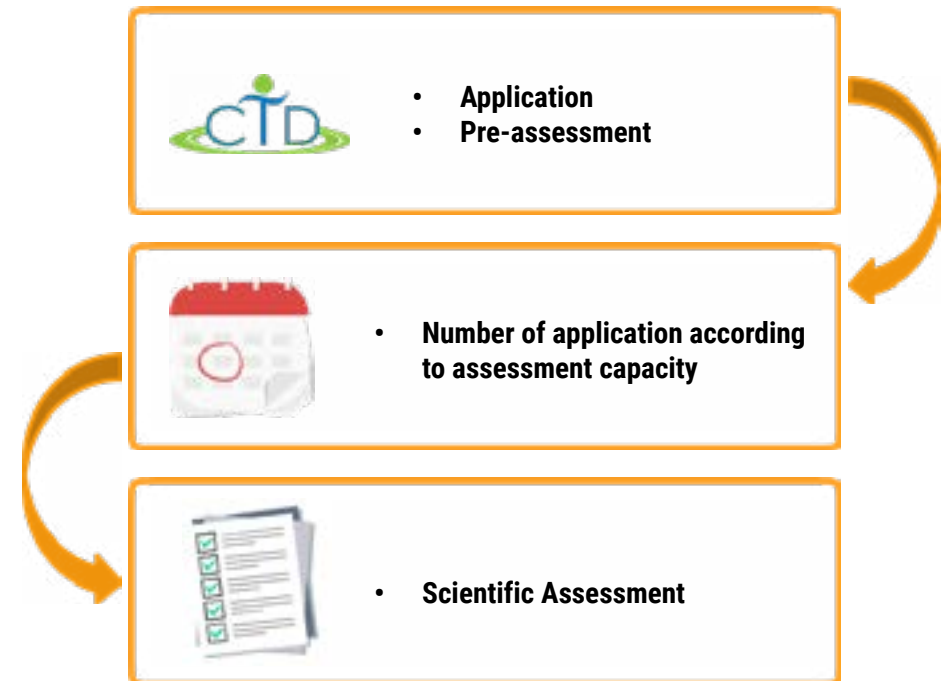 CTD
• Application
• Pre-assessment
• Number of application according
to assessment capacity
• Scientific Assessment